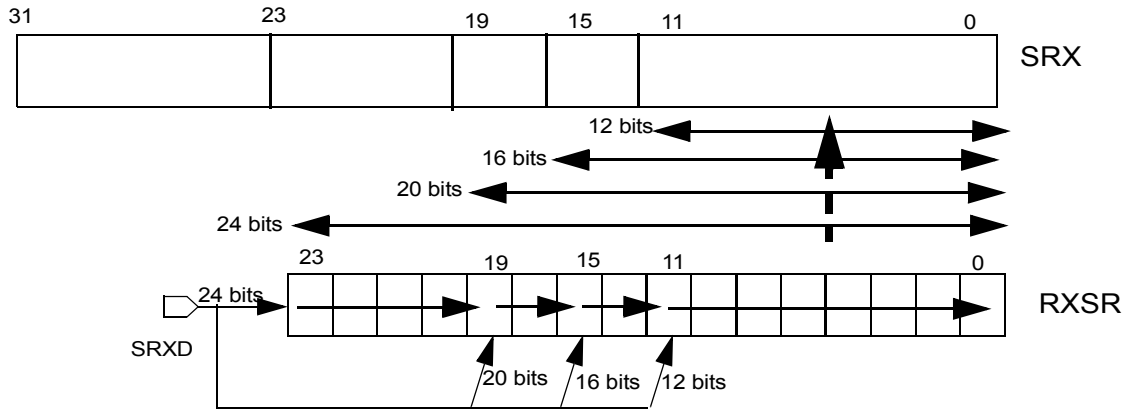 31 23 19 15 11 0
SRX
12 bits
16 bits
20 bits
24 bits
23 19 15 11 0
24 bits
RXSR
SRXD
20 bits 16 bits 12 bits